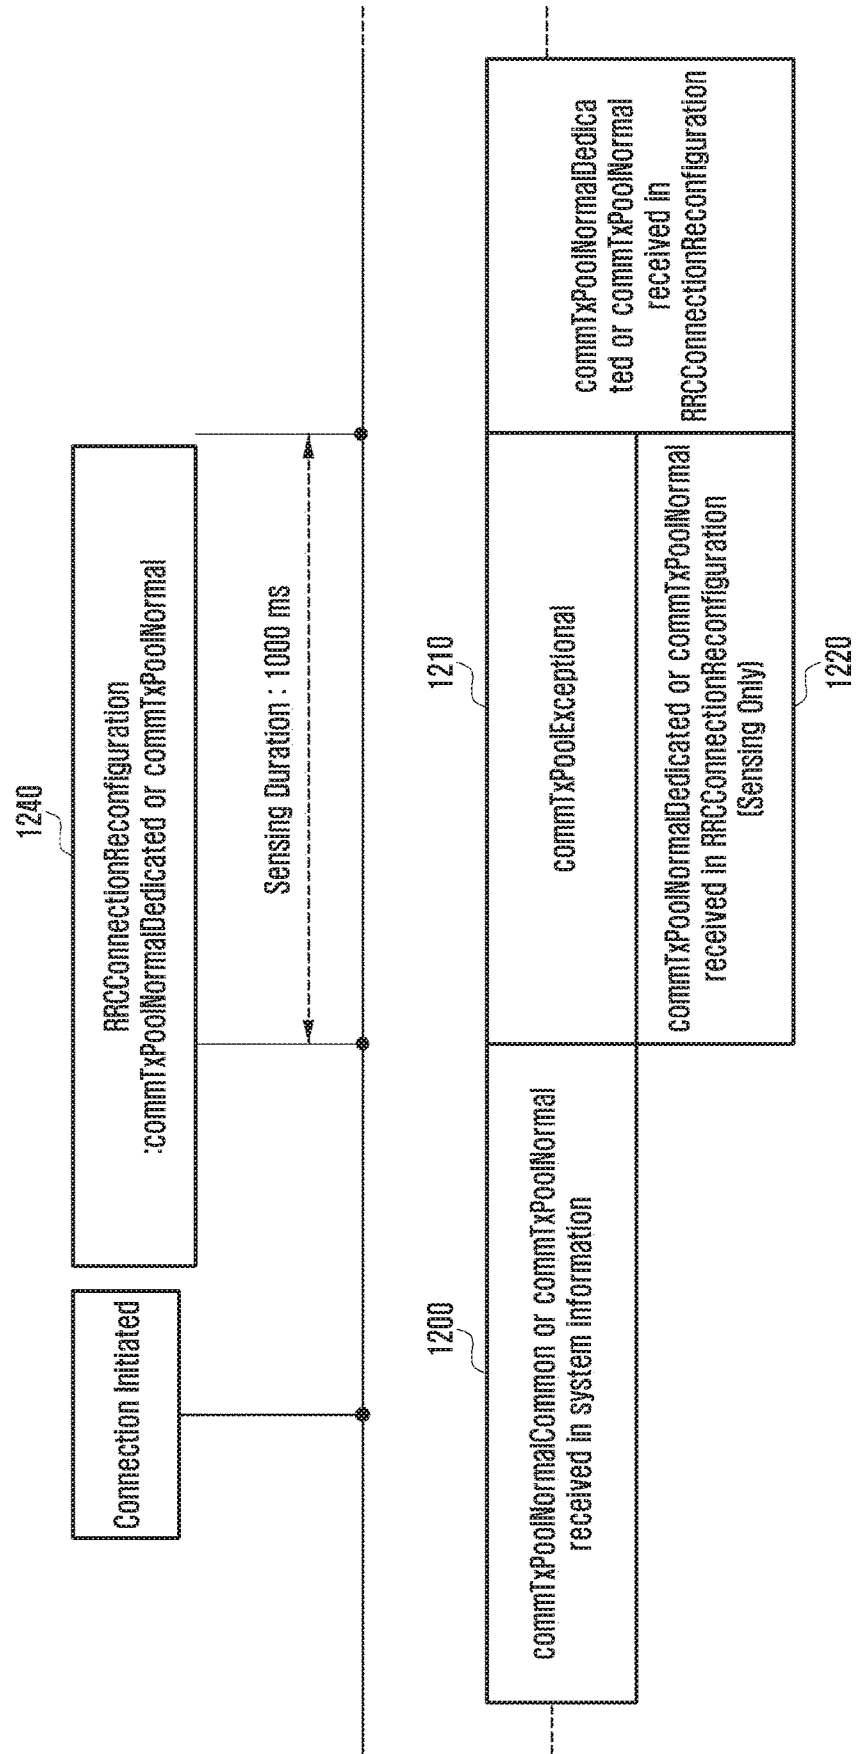 Connection Initiated
1240
RRCConnectionReconfiguration
:commTxPoolNormalDedicated or commTxPoolNormal
Sensing Duration : 1000 ms
1200
commTxPoolNormalCommon or commTxPoolNormal
received in system information
1210
commTxPoolExceptional
commTxPoolNormalDedicated or commTxPoolNormal
received in RRCConnectionReconfiguration
(Sensing Only)
1220
commTxPoolNormalDedica
ted or commTxPoolNormal
received in
RRCConnectionReconfiguration